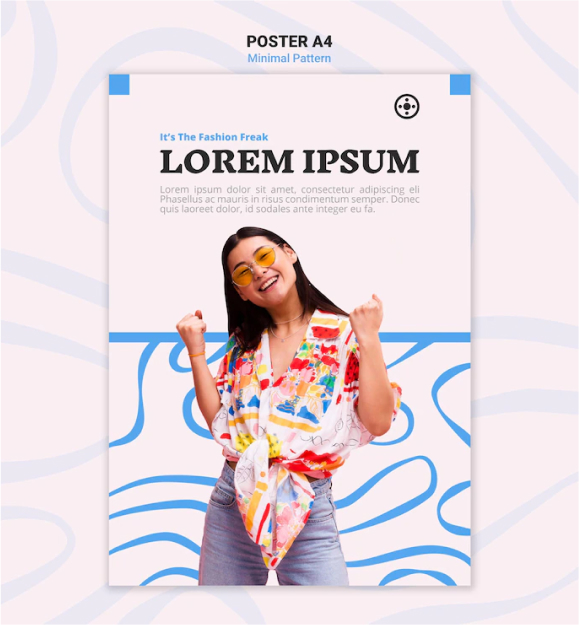 POSTER A4
Minimal Pattern
It's The Fashion Freak
LOREM IPSUM
Lorem ipsum dolor sit amet, consectetur adipiscing eli
Phasellus ac mauris in risus condimentum semper. Donec
quis laoreet dolor, id sodales ante integer eu fa.